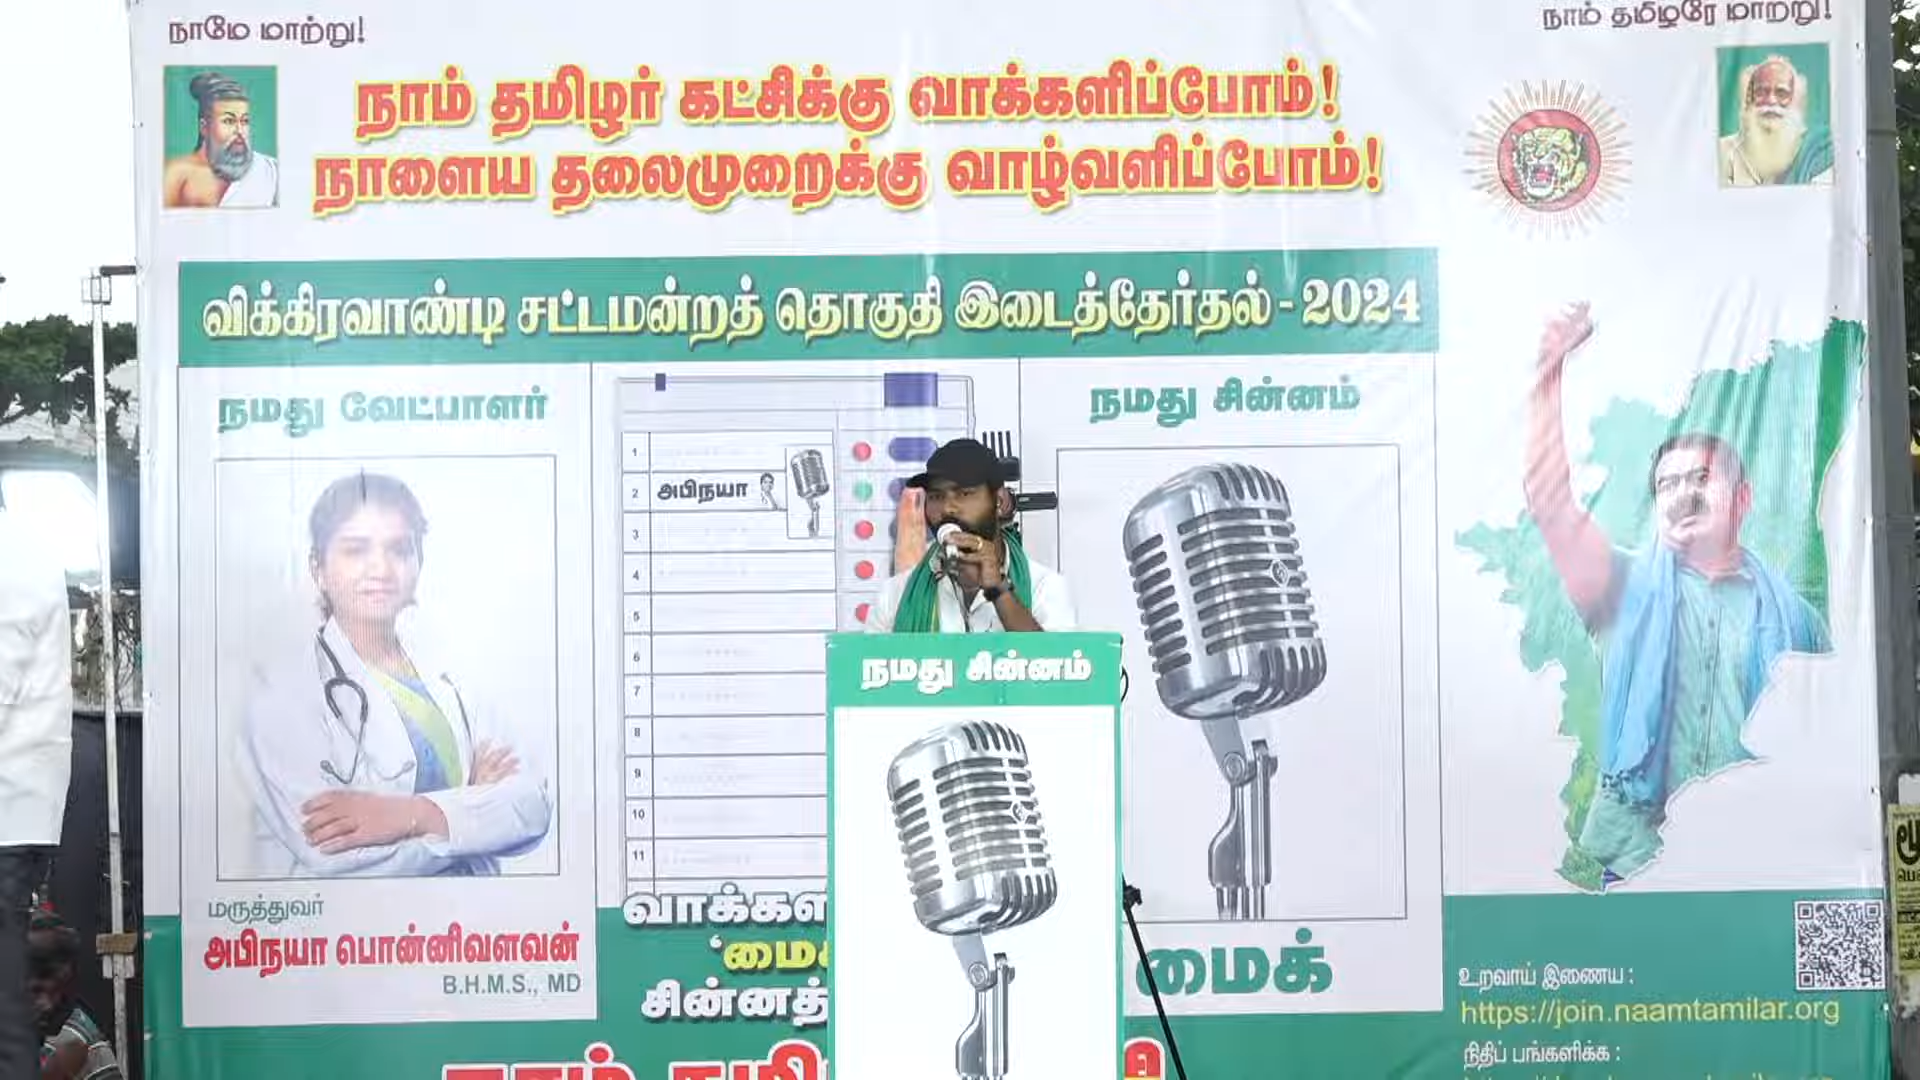 நாமே மாற்று!
நாம் தமிழரே மாற்று!
நாம் தமிழர் கட்சிக்கு வாக்களிப்போம்!
நாளைய தலைமுறைக்கு வாழ்வளிப்போம்!
விக்கிரவாண்டி சட்டமன்றத் தொகுதி இடைத்தேர்தல் - 2024
நமது வேட்பாளர்
மருத்துவர்
அபிநயா பொன்னிவளவன்
B.H.M.S., MD
1
2 அபிநயா
3
4
5
6
7
8
9
10
11
சின்னத்
நமது சின்னம்
மைக்
நமது சின்னம்
உறவாய் இணைய :
https://join.naamtamilar.org
நிதிப் பங்களிக்க :